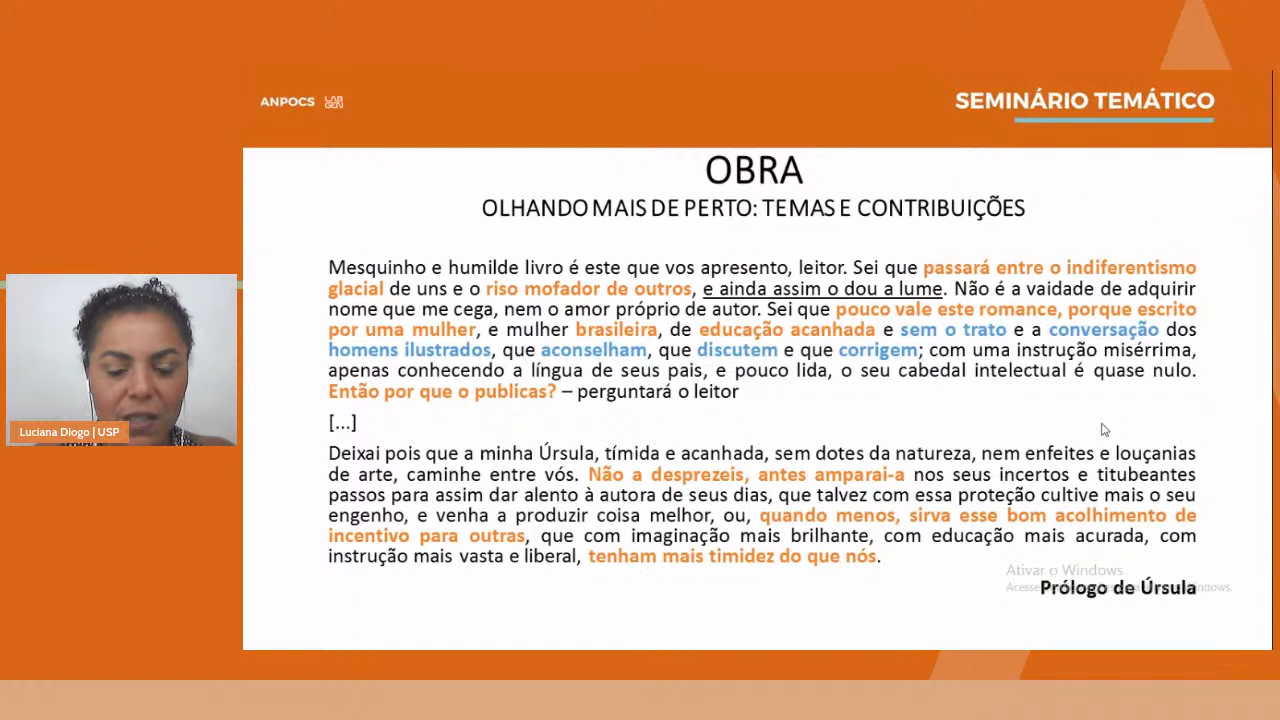 ANPOCS LAB GEN
SEMINÁRIO TEMÁTICO
OBRA
OLHANDO MAIS DE PERTO: TEMAS E CONTRIBUIÇÕES
Mesquinho e humilde livro é este que vos apresento, leitor. Sei que passará entre o indiferentismo
glacial de uns e o riso mofador de outros, e ainda assim o dou a lume. Não é a vaidade de adquirir
nome que me cega, nem o amor próprio de autor. Sei que pouco vale este romance, porque escrito
por uma mulher, e mulher brasileira, de educação acanhada e sem o trato e a conversação dos
homens ilustrados, que aconselham, que discutem e que corrigem; com uma instrução misérrima,
apenas conhecendo a língua de seus pais, e pouco lida, o seu cabedal intelectual é quase nulo.
Então por que o publicas? – perguntará o leitor
[...]
Deixai pois que a minha Úrsula, tímida e acanhada, sem dotes da natureza, nem enfeites e louçanias
de arte, caminhe entre vós. Não a desprezeis, antes amparai-a nos seus incertos e titubeantes
passos para assim dar alento à autora de seus dias, que talvez com essa proteção cultive mais o seu
engenho, e venha a produzir coisa melhor, ou, quando menos, sirva esse bom acolhimento de
incentivo para outras, que com imaginação mais brilhante, com educação mais acurada, com
instrução mais vasta e liberal, tenham mais timidez do que nós.
Ativar o Windows
Prólogo de Úrsula
Luciana Diogo | USP